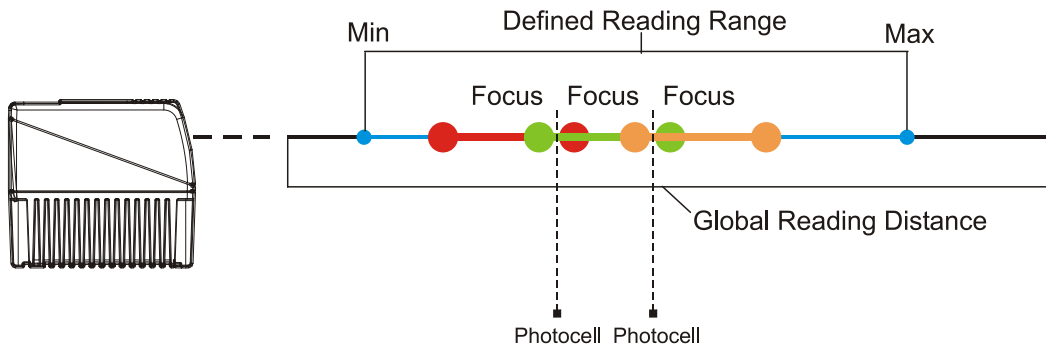 Defined Reading Range
Min
Max
Focus Focus Focus
Global Reading Distance
Photocell Photocell